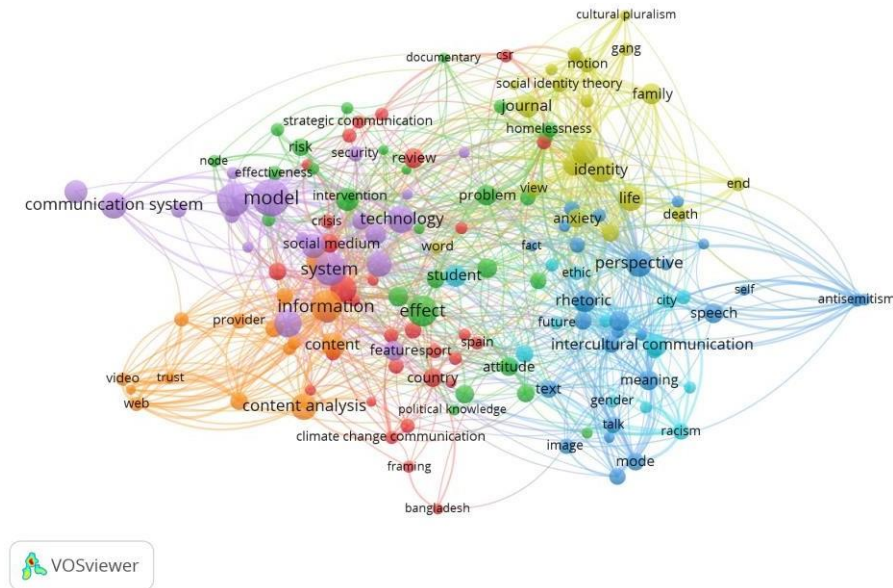 cultural pluralism
gang
documentary
csr
notion
social identity theory
family
journal
strategic communication
homelessness
risk
security
review
node
effectiveness
identity
intervention
problem
view
end
model
life
communication system
technology
anxiety
death
crisis
social medium
word
fact
perspective
system
student
ethic
self
rhetoric
city
antisemitism
information
effect
speech
provider
future
content
featuresport
spain
intercultural communication
attitude
video
trust
country
text
meaning
web
content analysis
political knowledge
gender
talk
racism
climate change communication
image
mode
framing
bangladesh
VOSviewer